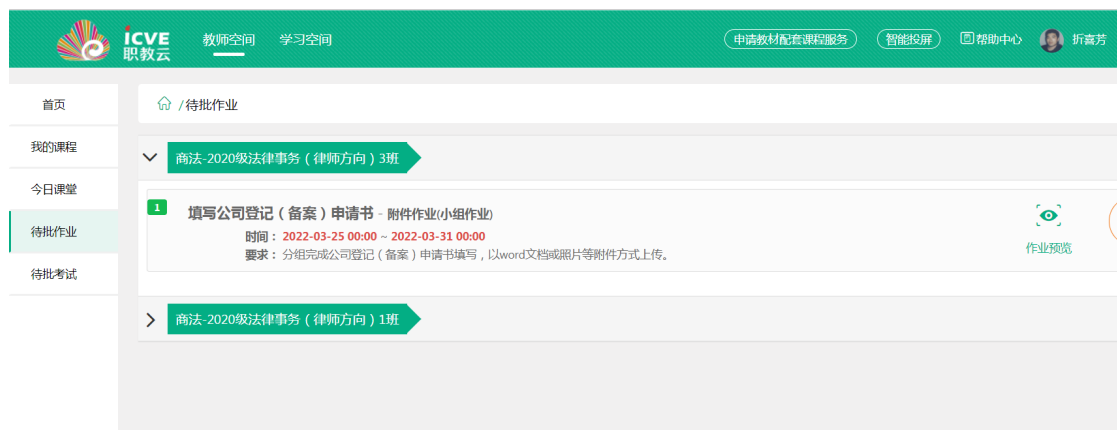 icve
职教云
教师空间 学习空间 申请教材配套课程服务 智能投屏 帮助中心 折喜芳
首页
我的课程
今日课堂
待批作业
待批考试
/待批作业
商法-2020级法律事务（律师方向）3班
1 填写公司登记（备案）申请书 - 附件作业(小组作业)
时间：2022-03-25 00:00 ~ 2022-03-31 00:00
要求：分组完成公司登记（备案）申请书填写，以word文档或照片等附件方式上传。
作业预览
商法-2020级法律事务（律师方向）1班